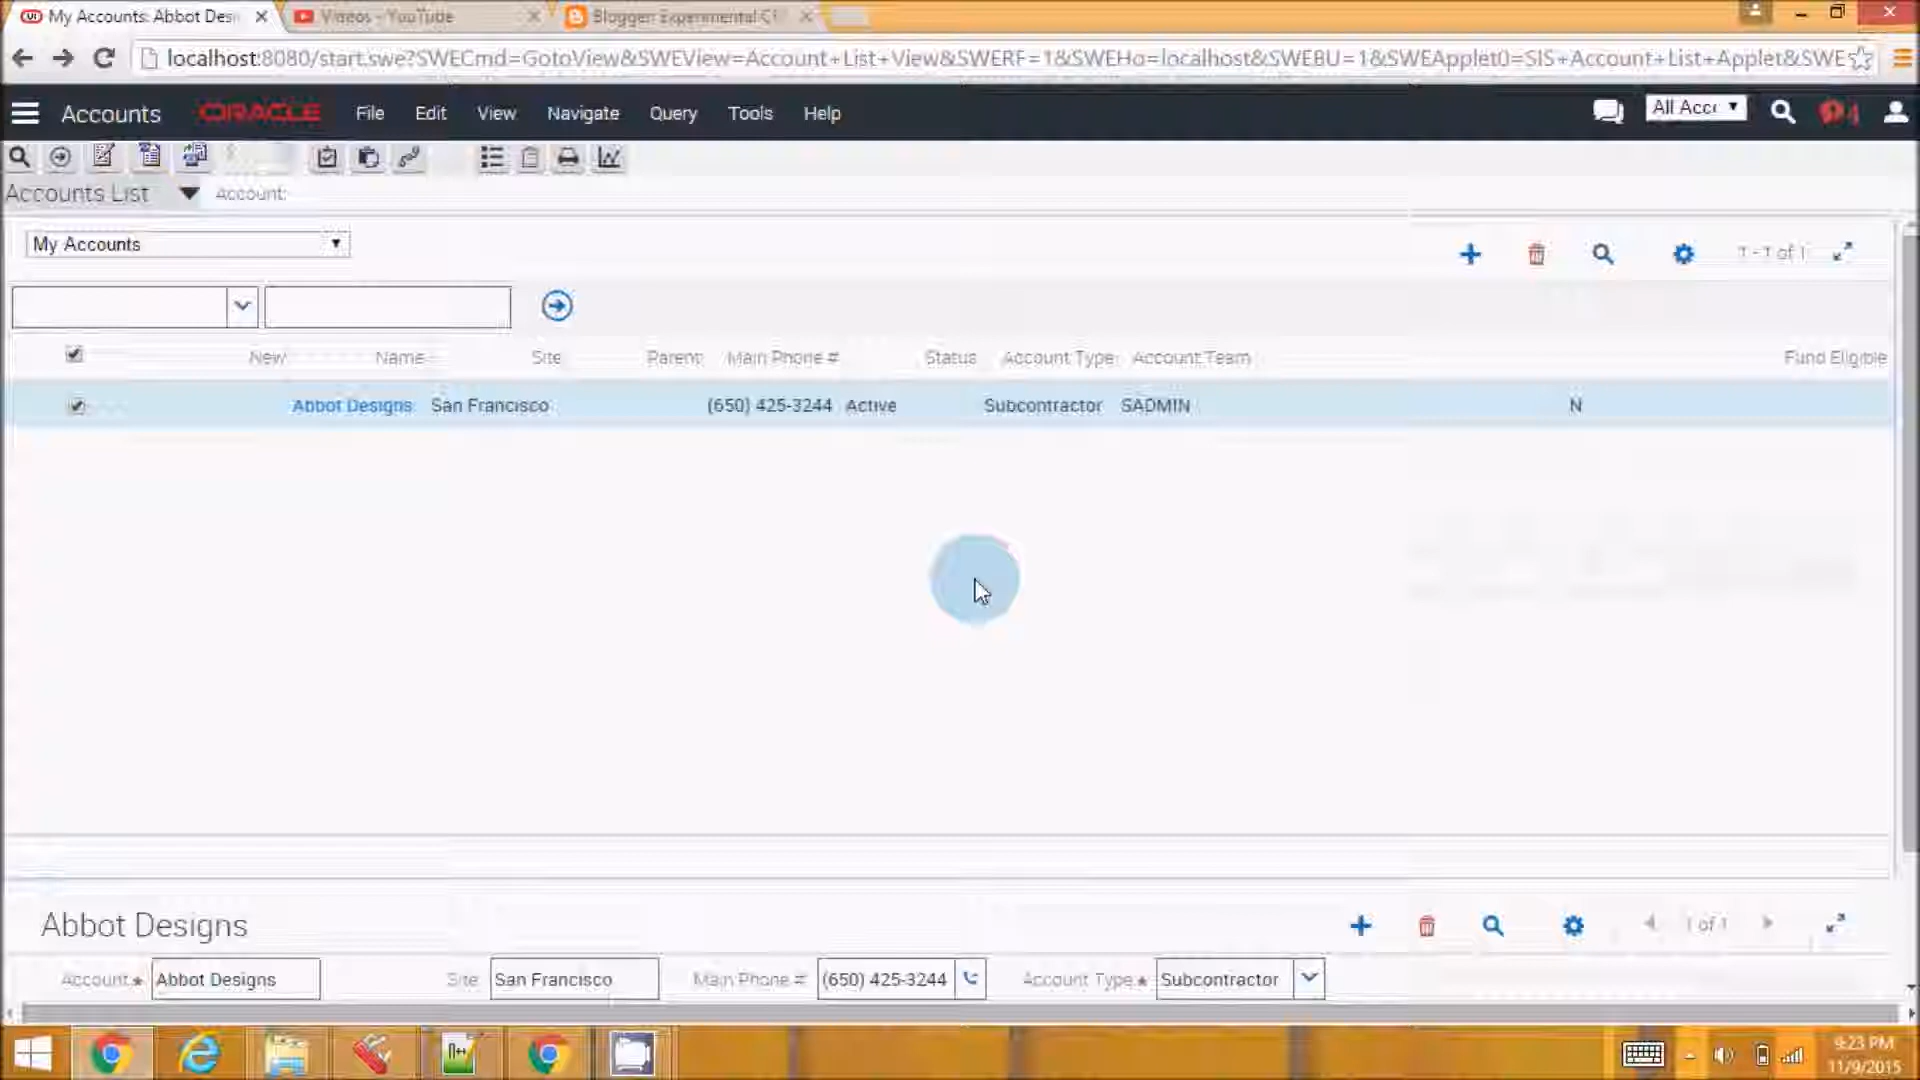 My Accounts: Abbot Desi
Videos - YouTube
Blogger: Experimental C
localhost:8080/start.swe?SWECmd=GotoView&SWEView=Account+List+View&SWERF=1&SWEHo=localhost&SWEBU=1&SWEApplet0=SIS+Account+List+Applet&SWE
Accounts ORACLE File Edit View Navigate Query Tools Help All Acc
Accounts List Account:
My Accounts 1 - 1 of 1
New Name Site Parent Main Phone # Status Account Type Account Team Fund Eligible
Abbot Designs San Francisco (650) 425-3244 Active Subcontractor SADMIN N
Abbot Designs 1 of 1
Account * Abbot Designs Site San Francisco Main Phone # (650) 425-3244 Account Type * Subcontractor
9:23 PM
11/9/2015